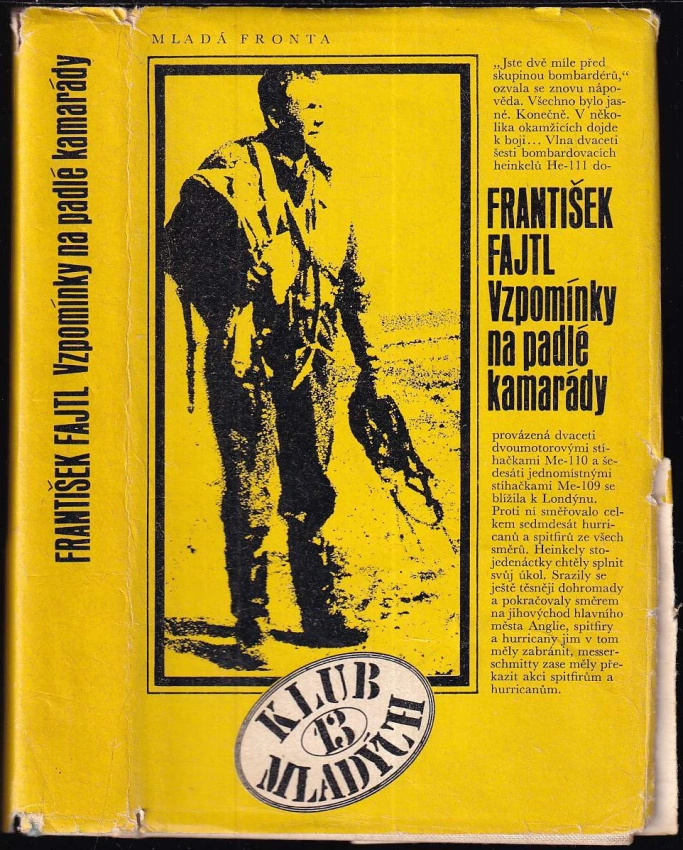 FRANTIŠEK FAJTL Vzpomínky na padlé kamarády
MLADÁ FRONTA
„Jste dvě míle před
skupinou bombardérů,“
ozvala se znovu nápo-
věda. Všechno bylo jas-
né. Konečně. V něko-
lika okamžicích dojde
k boji... Vlna dvaceti
šesti bombardovacích
heinkelů He-111 do-
FRANTIŠEK
FAJTL
Vzpomínky
na padlé
kamarády
provázená dvaceti
dvoumotorovými stí-
hačkami Me-110 a še-
desáti jednomístnými
stíhačkami Me-109 se
blížila k Londýnu.
Proti ní směřovalo cel-
kem sedmdesát hurri-
canů a spitfirů ze všech
směrů. Heinkely sto-
jedenáctky chtěly splnit
svůj úkol. Srazily se
ještě těsněji dohromady
a pokračovaly směrem
na jihovýchod hlavního
města Anglie, spitfiry
a hurricany jim v tom
měly zabránit, messer-
schmitty zase měly pře-
kazit akci spitfirům a
hurricanům.
KLUB
13
MLADÝCH